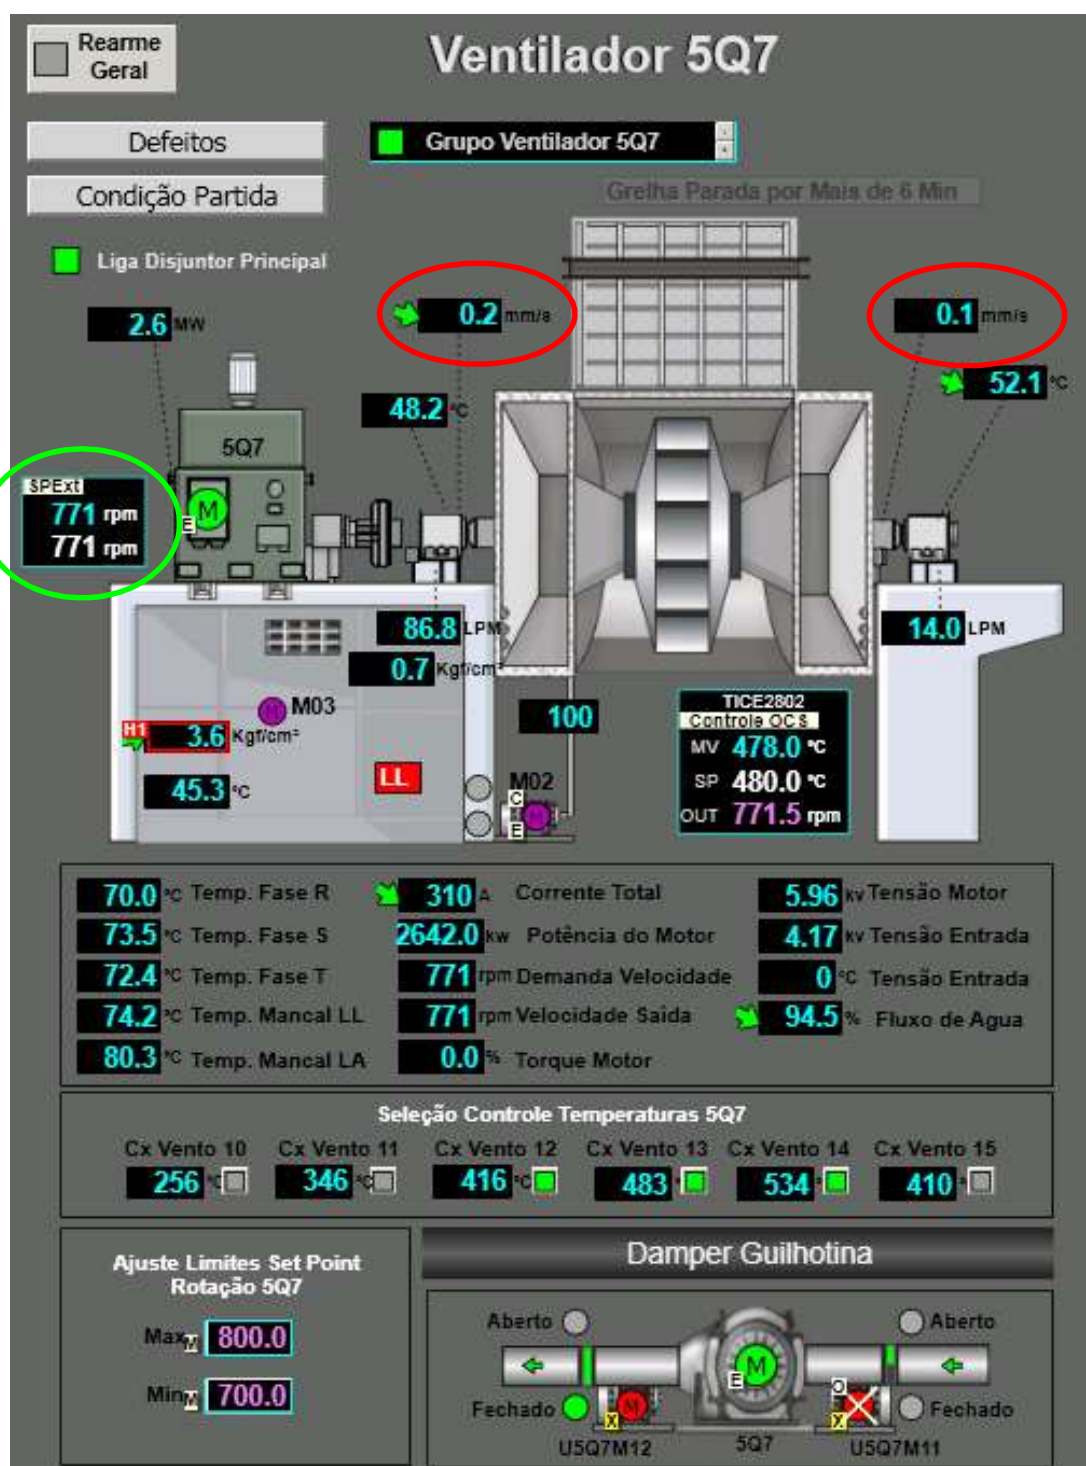 Rearme
Geral
Ventilador 5Q7
Defeitos
Grupo Ventilador 5Q7
Condição Partida
Grelha Parada por Mais de 6 Min
Liga Disjuntor Principal
2.6 MW
0.2 mm/s
0.1 mm/s
52.1 °C
48.2 °C
5Q7
SPExt
771 rpm
771 rpm
M
E
86.8 LPM
14.0 LPM
0.7 Kgf/cm²
M M03
100
H1
3.6 Kgf/cm²
45.3 °C
LL
M02
C
M
E
TICE2802
Controle OCS
MV 478.0 °C
SP 480.0 °C
OUT 771.5 rpm
70.0 °C Temp. Fase R
310 A Corrente Total
5.96 kv Tensão Motor
73.5 °C Temp. Fase S
2642.0 kw Potência do Motor
4.17 kv Tensão Entrada
72.4 °C Temp. Fase T
771 rpm Demanda Velocidade
0 °C Tensão Entrada
74.2 °C Temp. Mancal LL
771 rpm Velocidade Saída
94.5 % Fluxo de Agua
80.3 °C Temp. Mancal LA
0.0 % Torque Motor
Seleção Controle Temperaturas 5Q7
Cx Vento 10 Cx Vento 11 Cx Vento 12 Cx Vento 13 Cx Vento 14 Cx Vento 15
256 °C 346 °C 416 °C 483 ° 534 ° 410 °
Ajuste Limites Set Point
Rotação 5Q7
Max M 800.0
Min M 700.0
Damper Guilhotina
Aberto
Aberto
M
E
O
Fechado
M
X
X
Fechado
U5Q7M12
5Q7
U5Q7M11